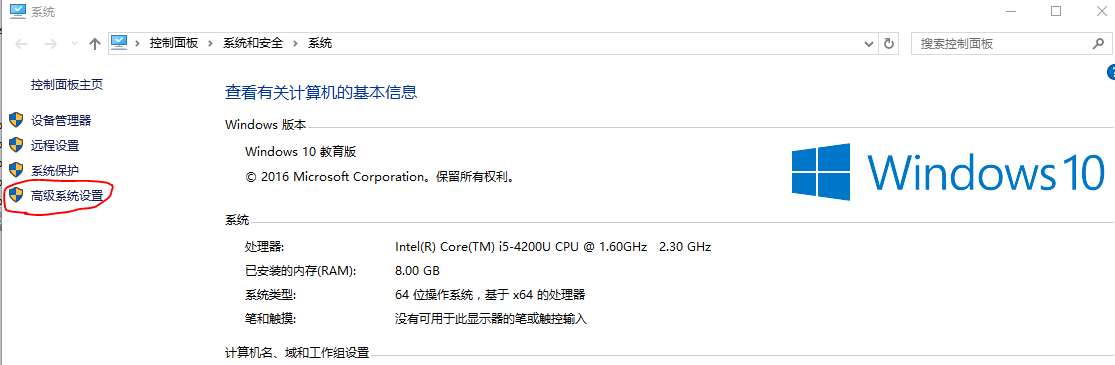 系统
控制面板 系统和安全 系统
搜索控制面板
控制面板主页
设备管理器
远程设置
系统保护
高级系统设置
查看有关计算机的基本信息
Windows 版本
Windows 10 教育版
© 2016 Microsoft Corporation。保留所有权利。
Windows 10
系统
处理器: Intel(R) Core(TM) i5-4200U CPU @ 1.60GHz 2.30 GHz
已安装的内存(RAM): 8.00 GB
系统类型: 64 位操作系统，基于 x64 的处理器
笔和触摸: 没有可用于此显示器的笔或触控输入
计算机名、域和工作组设置